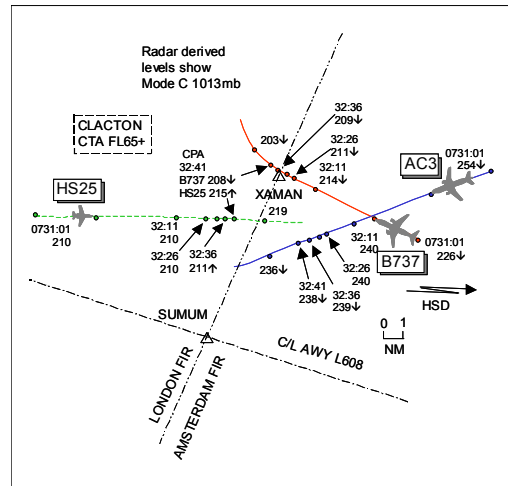 Radar derived
levels show
Mode C 1013mb
CLACTON
CTA FL65+
HS25
0731:01
210
32:11
210
32:26
210
32:36
211↑
CPA
32:41
B737 208↓
HS25 215↑
203↓
32:36
209↓
32:26
211↓
32:11
214↓
XAMAN
219
AC3
0731:01
254↓
32:11
240
B737
0731:01
226↓
236↓
32:41
238↓
32:36
239↓
32:26
240
HSD
0 1
NM
SUMUM
C/L AWY L608
LONDON FIR
AMSTERDAM FIR